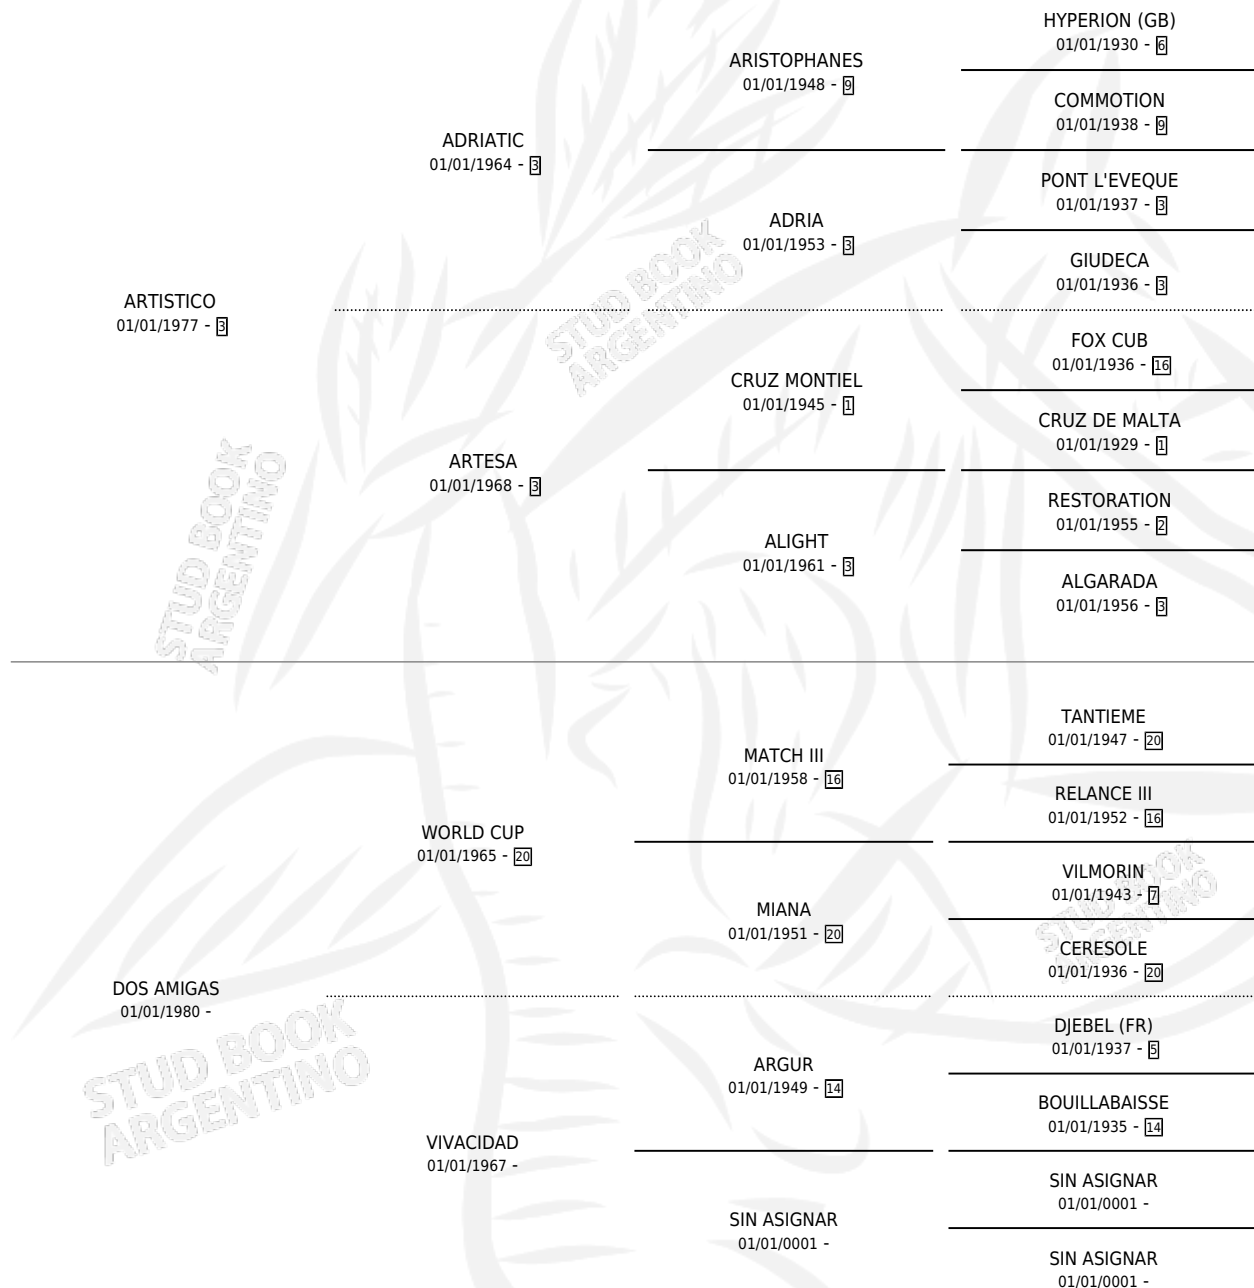 HYPERION (GB)
01/01/1930 - 6
ARISTOPHANES
01/01/1948 - 9
COMMOTION
01/01/1938 - 9
ADRIATIC
01/01/1964 - 3
PONT L'EVEQUE
01/01/1937 - 3
ADRIA
01/01/1953 - 3
GIUDECA
01/01/1936 - 3
ARTISTICO
01/01/1977 - 3
FOX CUB
01/01/1936 - 16
CRUZ MONTIEL
01/01/1945 - 1
CRUZ DE MALTA
01/01/1929 - 1
ARTESA
01/01/1968 - 3
RESTORATION
01/01/1955 - 2
ALIGHT
01/01/1961 - 3
ALGARADA
01/01/1956 - 3
TANTIEME
01/01/1947 - 20
MATCH III
01/01/1958 - 16
RELANCE III
01/01/1952 - 16
WORLD CUP
01/01/1965 - 20
VILMORIN
01/01/1943 - 7
MIANA
01/01/1951 - 20
CERESOLE
01/01/1936 - 20
DOS AMIGAS
01/01/1980 -
DJEBEL (FR)
01/01/1937 - 5
ARGUR
01/01/1949 - 14
BOUILLABAISSE
01/01/1935 - 14
VIVACIDAD
01/01/1967 -
SIN ASIGNAR
01/01/0001 -
SIN ASIGNAR
01/01/0001 -
SIN ASIGNAR
01/01/0001 -
STUD BOOK
ARGENTINO
STUD BOOK
ARGENTINO
STUD BOOK
ARGENTINO
STUD BOOK
ARGENTINO